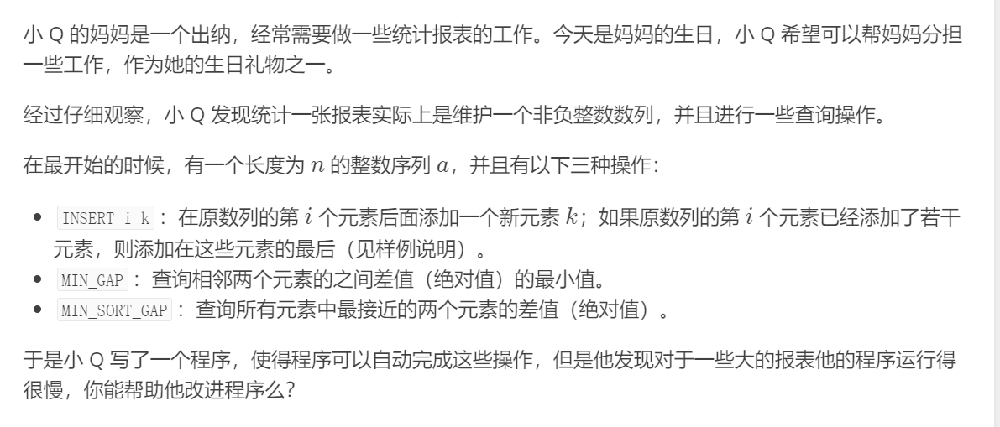 小 Q 的妈妈是一个出纳，经常需要做一些统计报表的工作。今天是妈妈的生日，小 Q 希望可以帮妈妈分担
一些工作，作为她的生日礼物之一。
经过仔细观察，小 Q 发现统计一张报表实际上是维护一个非负整数数列，并且进行一些查询操作。
在最开始的时候，有一个长度为 n 的整数序列 a，并且有以下三种操作：
• INSERT i k ：在原数列的第 i 个元素后面添加一个新元素 k；如果原数列的第 i 个元素已经添加了若干
元素，则添加在这些元素的最后（见样例说明）。
• MIN_GAP ：查询相邻两个元素的之间差值（绝对值）的最小值。
• MIN_SORT_GAP ：查询所有元素中最接近的两个元素的差值（绝对值）。
于是小 Q 写了一个程序，使得程序可以自动完成这些操作，但是他发现对于一些大的报表他的程序运行得
很慢，你能帮助他改进程序么？